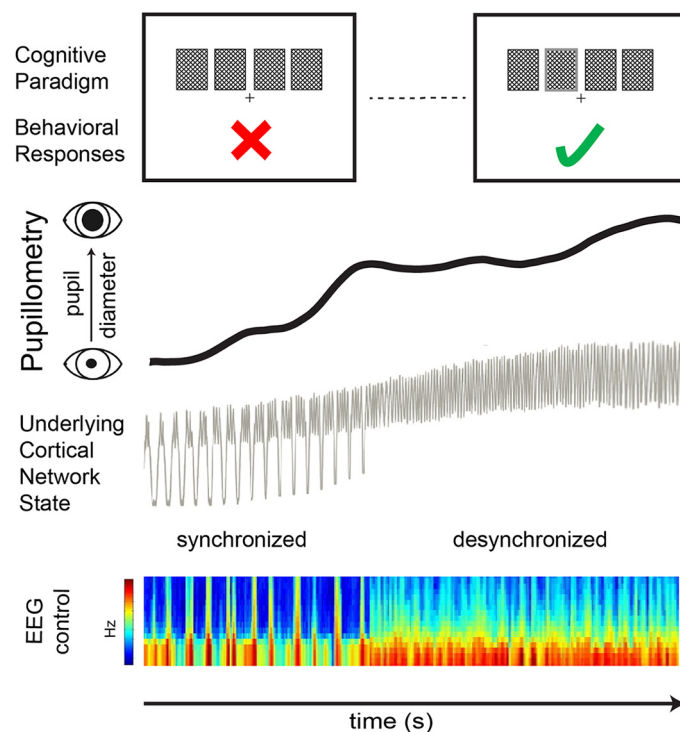 Cognitive
Paradigm
Behavioral
Responses
Pupillometry
pupil
diameter
Underlying
Cortical
Network
State
synchronized
desynchronized
EEG
control
Hz
time (s)